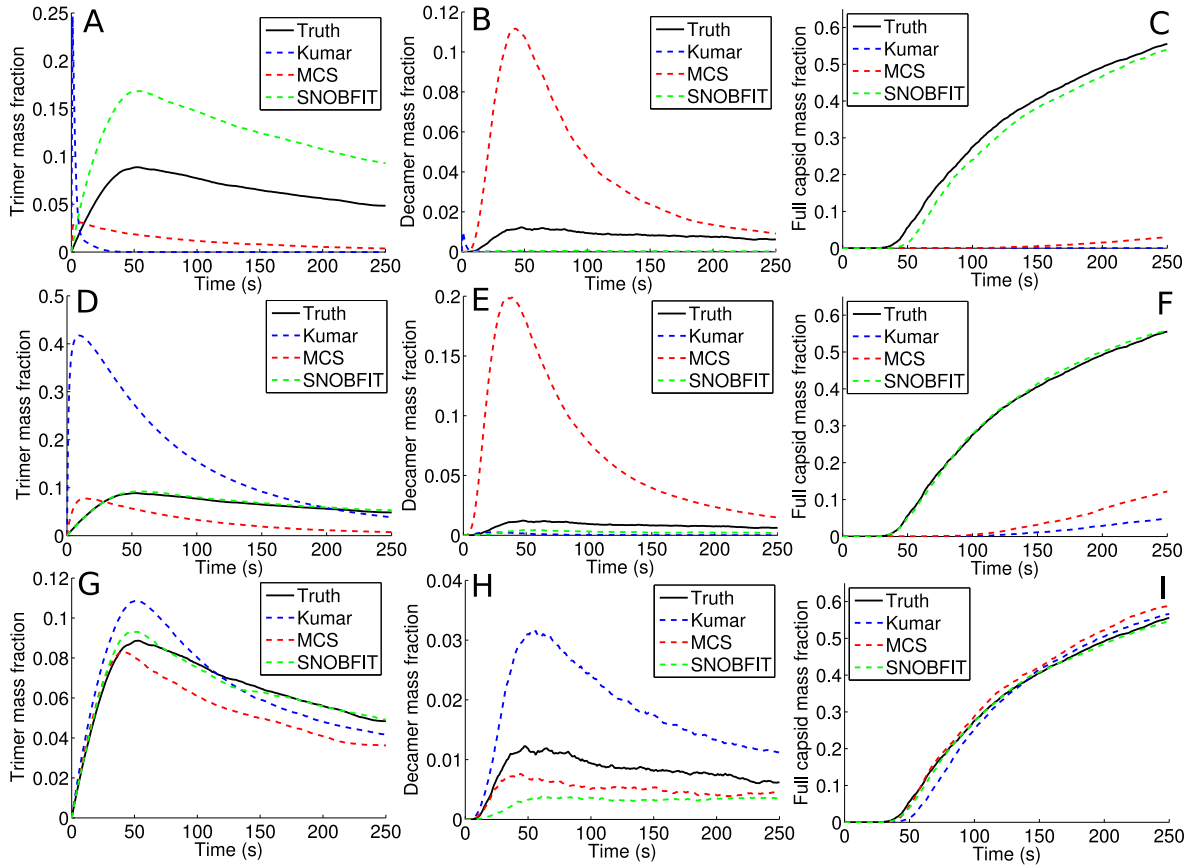 A
Trimer mass fraction
0.25
0.2
0.15
0.1
0.05
0
Truth
Kumar
MCS
SNOBFIT
0 50 100 150 200 250
Time (s)
B
Decamer mass fraction
0.12
0.1
0.08
0.06
0.04
0.02
0
Truth
Kumar
MCS
SNOBFIT
0 50 100 150 200 250
Time (s)
C
Full capsid mass fraction
0.6
0.5
0.4
0.3
0.2
0.1
0
Truth
Kumar
MCS
SNOBFIT
0 50 100 150 200 250
Time (s)
D
Trimer mass fraction
0.5
0.4
0.3
0.2
0.1
0
Truth
Kumar
MCS
SNOBFIT
0 50 100 150 200 250
Time (s)
E
Decamer mass fraction
0.2
0.15
0.1
0.05
0
Truth
Kumar
MCS
SNOBFIT
0 50 100 150 200 250
Time (s)
F
Full capsid mass fraction
0.6
0.5
0.4
0.3
0.2
0.1
0
Truth
Kumar
MCS
SNOBFIT
0 50 100 150 200 250
Time (s)
G
Trimer mass fraction
0.12
0.1
0.08
0.06
0.04
0.02
0
Truth
Kumar
MCS
SNOBFIT
0 50 100 150 200 250
Time (s)
H
Decamer mass fraction
0.04
0.03
0.02
0.01
0
Truth
Kumar
MCS
SNOBFIT
0 50 100 150 200 250
Time (s)
I
Full capsid mass fraction
0.6
0.5
0.4
0.3
0.2
0.1
0
Truth
Kumar
MCS
SNOBFIT
0 50 100 150 200 250
Time (s)